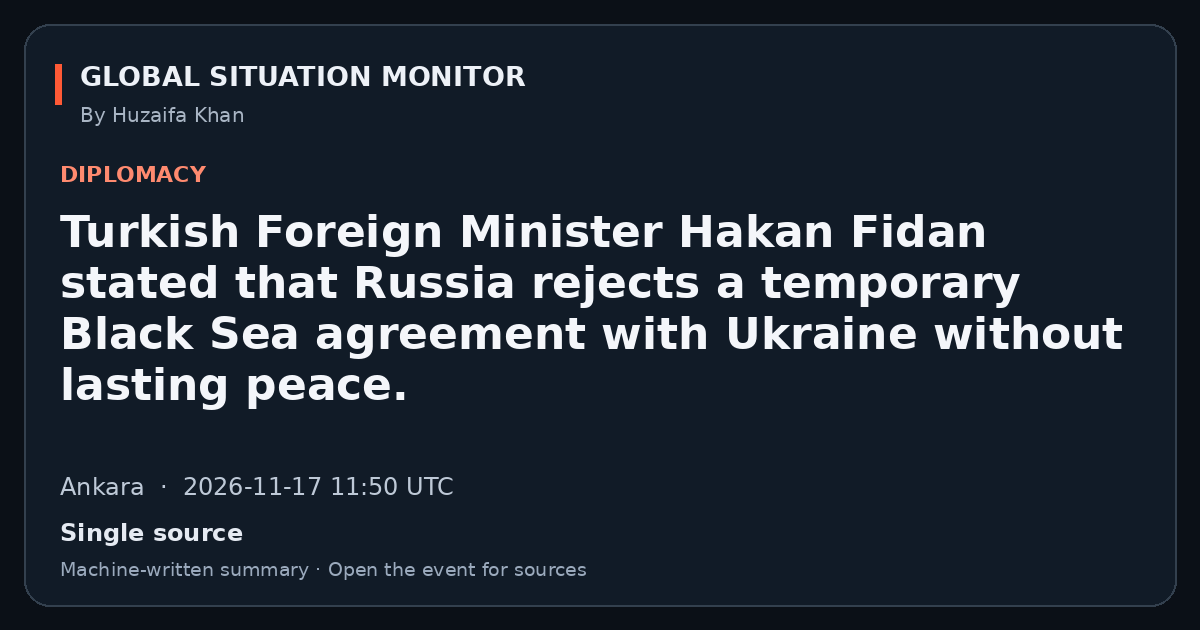 GLOBAL SITUATION MONITOR
By Huzaifa Khan
DIPLOMACY
Turkish Foreign Minister Hakan Fidan
stated that Russia rejects a temporary
Black Sea agreement with Ukraine without
lasting peace.
Ankara · 2026-11-17 11:50 UTC
Single source
Machine-written summary · Open the event for sources